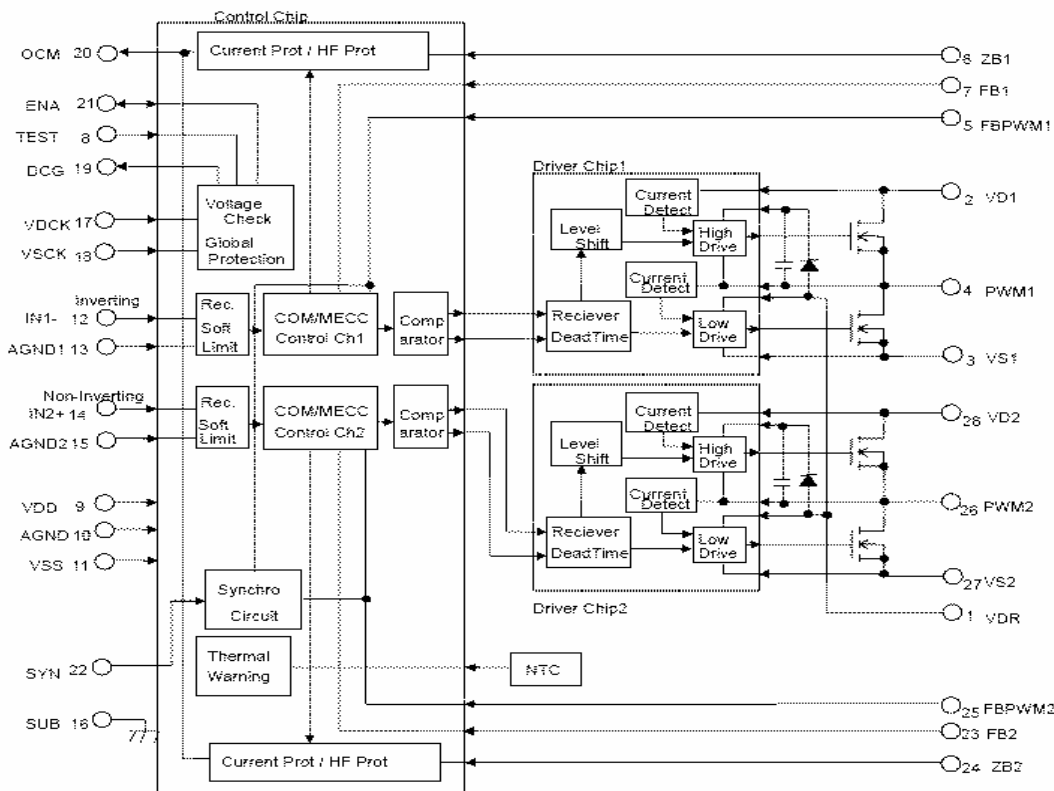 Control Chip
OCM 20
Current Prot / HF Prot
6 ZB1
7 FB1
ENA 21
5 FBPWM1
TEST 8
DCG 19
Driver Chip1
Voltage
Check
Global
Protection
Current
Detect
2 VD1
VDCK 17
Level
Shift
High
Drive
VSCK 18
Current
Detect
4 PWM1
Inverting
IN1- 12
Rec.
Soft
Limit
COM/MECC
Control Ch1
Comp
arator
Reciever
DeadTime
Low
Drive
AGND1 13
3 VS1
Non-Inverting
IN2+ 14
Rec.
Soft
Limit
COM/MECC
Control Ch2
Comp
arator
Current
Detect
28 VD2
AGND2 15
Level
Shift
High
Drive
VDD 9
Current
Detect
26 PWM2
AGND 10
Reciever
DeadTime
Low
Drive
VSS 11
27 VS2
Synchro
Circuit
Driver Chip2
1 VDR
SYN 22
Thermal
Warning
NTC
SUB 16
25 FBPWM2
23 FB2
Current Prot / HF Prot
24 ZB2